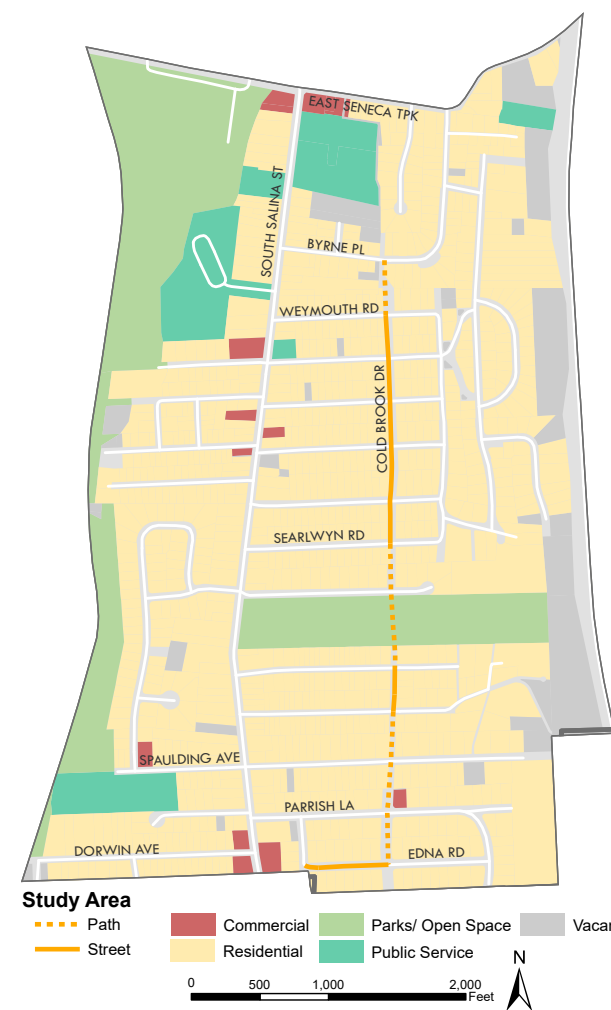 EAST SENECA TPK
SOUTH SALINA ST
BYRNE PL
WEYMOUTH RD
COLD BROOK DR
SEARLWYN RD
SPAULDING AVE
PARRISH LA
DORWIN AVE
EDNA RD
Study Area
Path
Street
Commercial
Residential
Parks/ Open Space
Public Service
Vacar
N
0 500 1,000 2,000
Feet